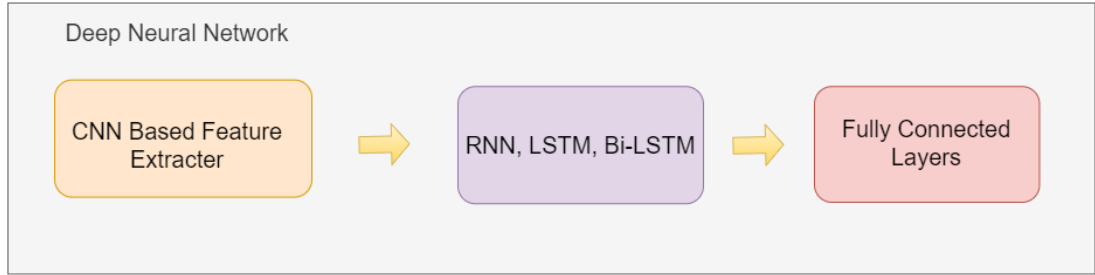 Deep Neural Network
CNN Based Feature
Extracter
RNN, LSTM, Bi-LSTM
Fully Connected
Layers